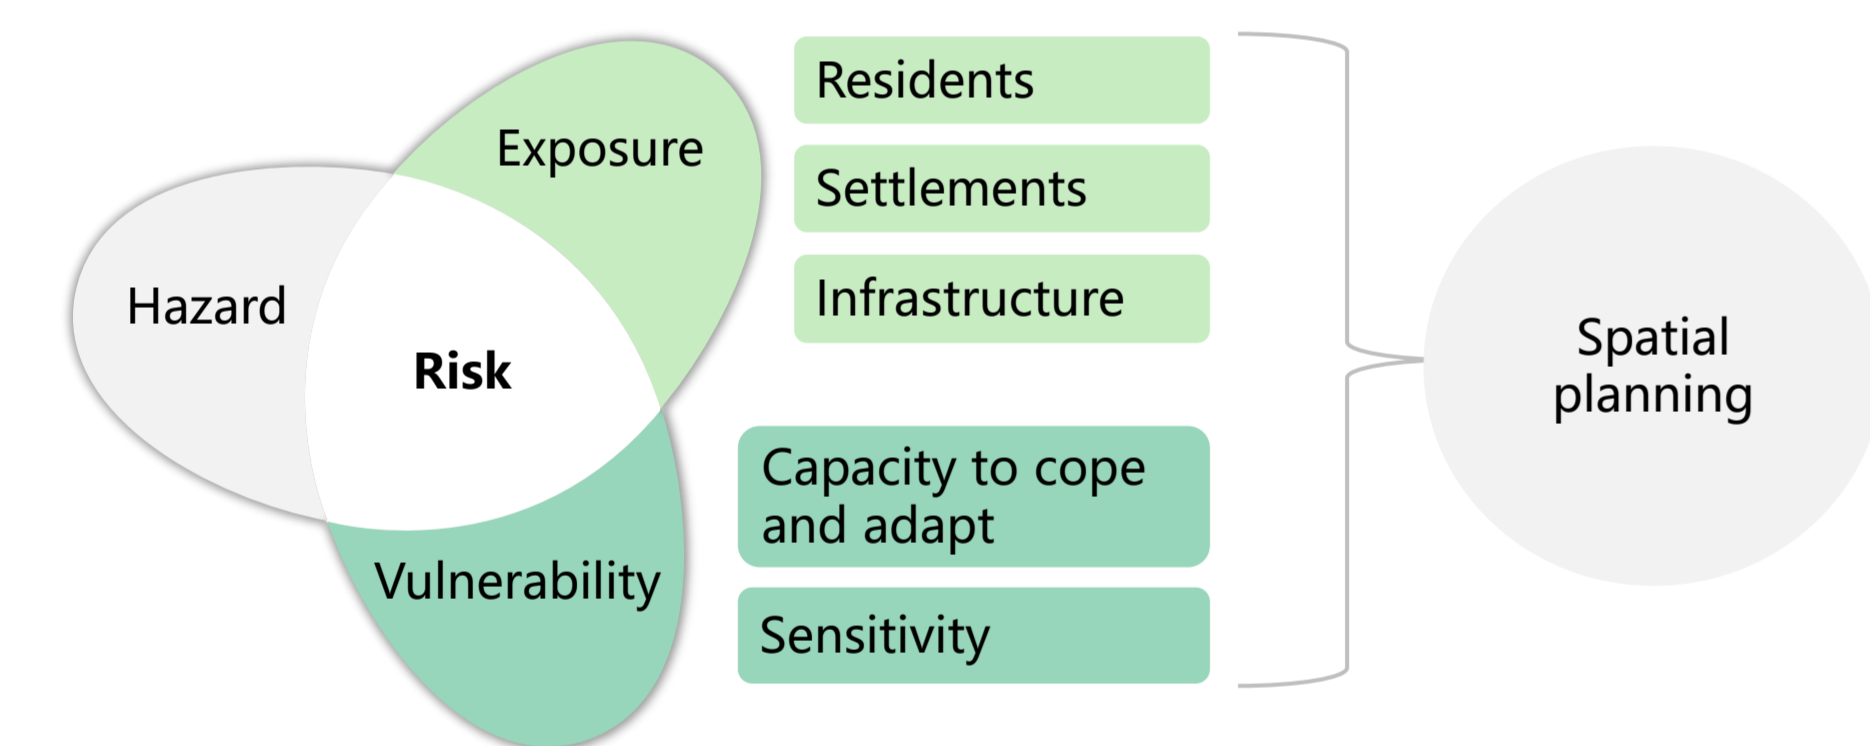 Exposure
Hazard
Risk
Vulnerability
Residents
Settlements
Infrastructure
Capacity to cope
and adapt
Sensitivity
Spatial
planning